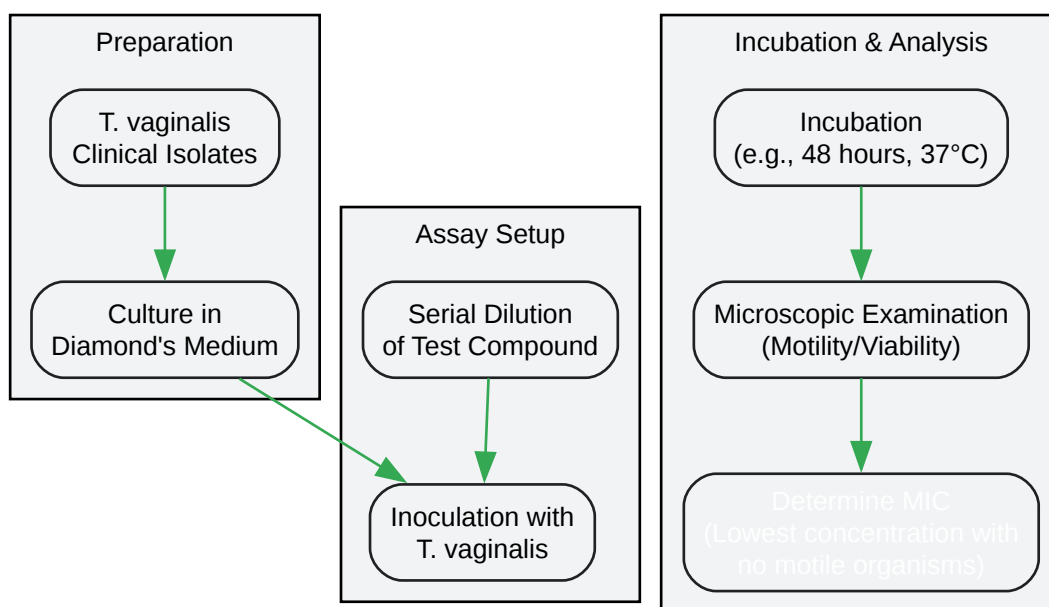 Preparation
T. vaginalis
Clinical Isolates
Culture in
Diamond's Medium
Assay Setup
Serial Dilution
of Test Compound
Inoculation with
T. vaginalis
Incubation & Analysis
Incubation
(e.g., 48 hours, 37°C)
Microscopic Examination
(Motility/Viability)
Determine MIC
(Lowest concentration with
no motile organisms)